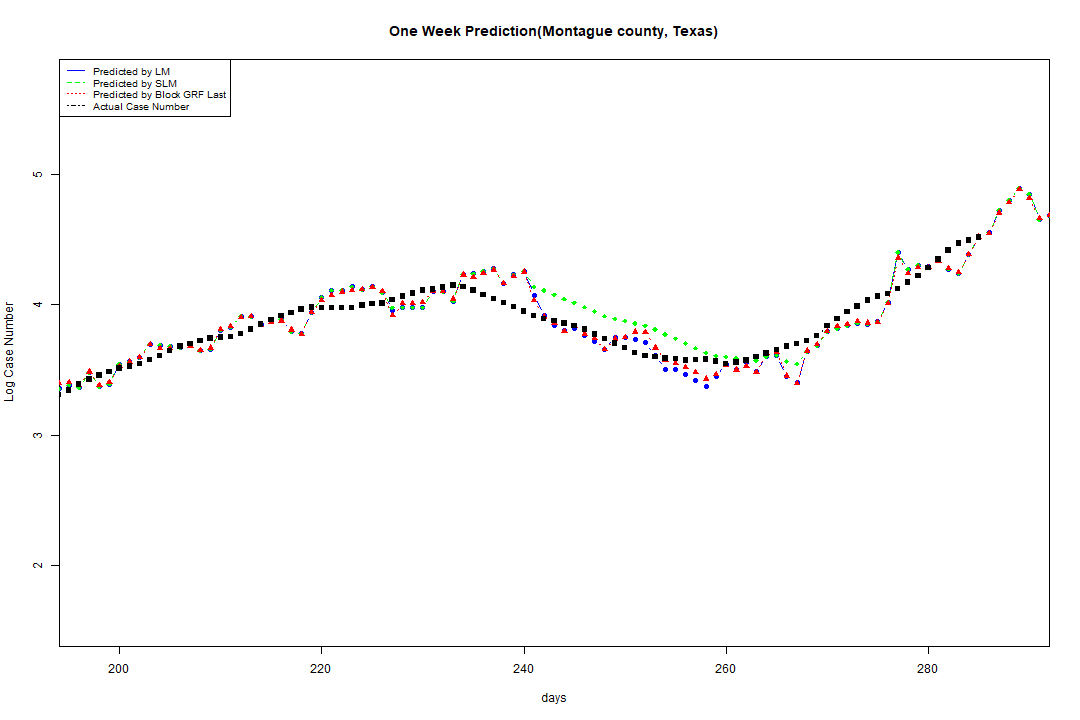 One Week Prediction(Montague county, Texas)
Predicted by LM
Predicted by SLM
Predicted by Block GRF Last
Actual Case Number
5
4
3
2
Log Case Number
200 220 240 260 280
days